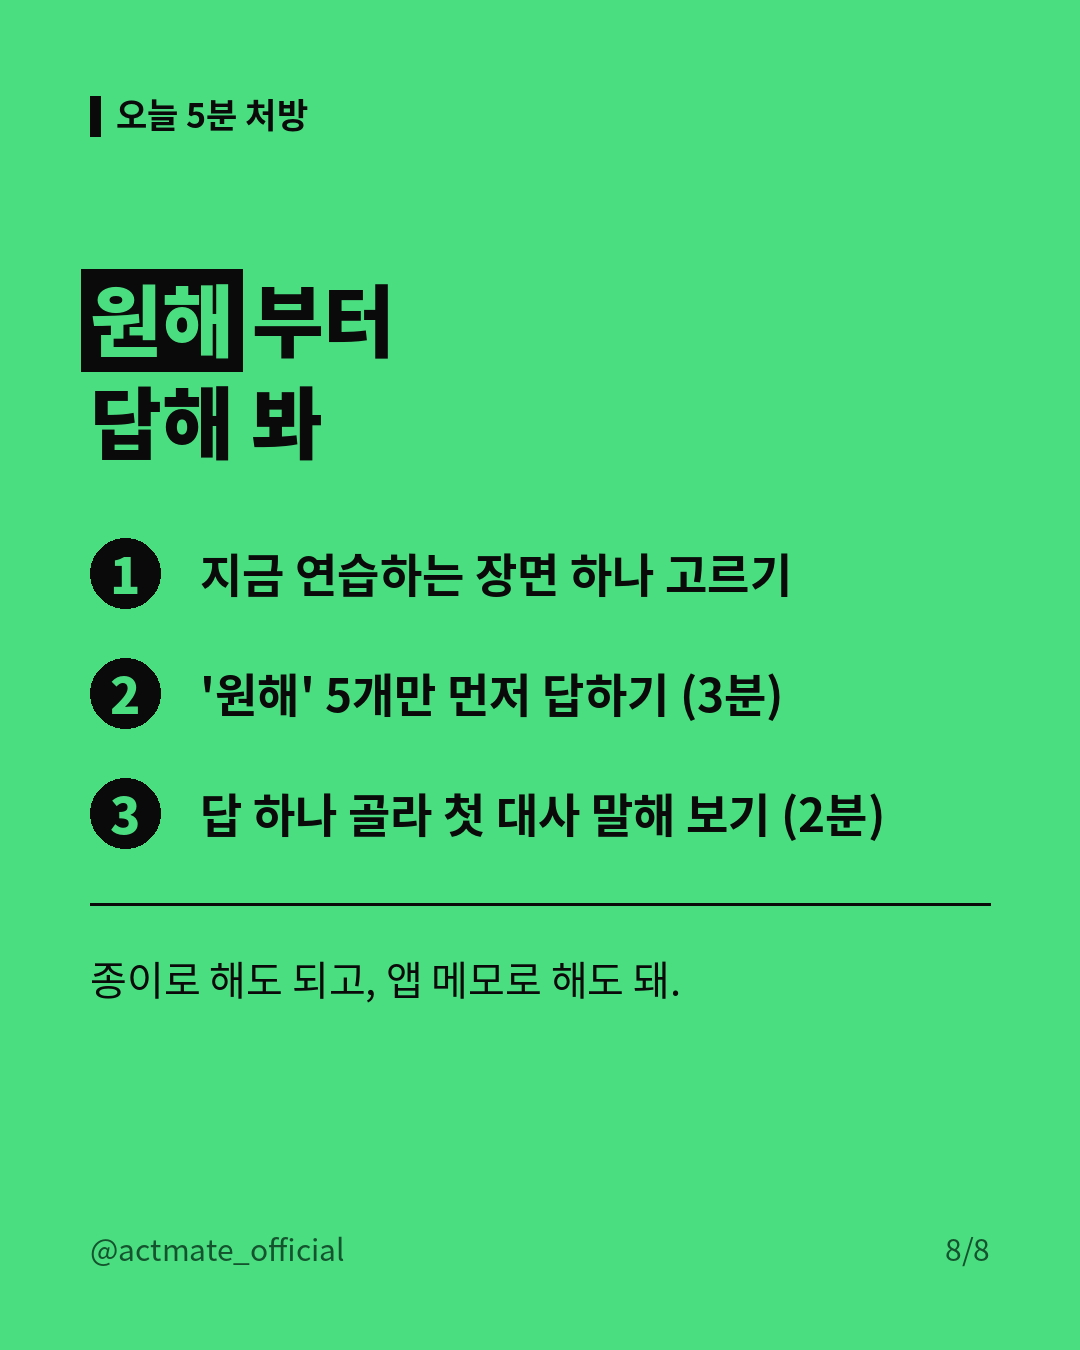 오늘 5분 처방
원해 부터
답해 봐
1 지금 연습하는 장면 하나 고르기
2 '원해' 5개만 먼저 답하기 (3분)
3 답 하나 골라 첫 대사 말해 보기 (2분)
종이로 해도 되고, 앱 메모로 해도 돼.
@actmate_official 8/8